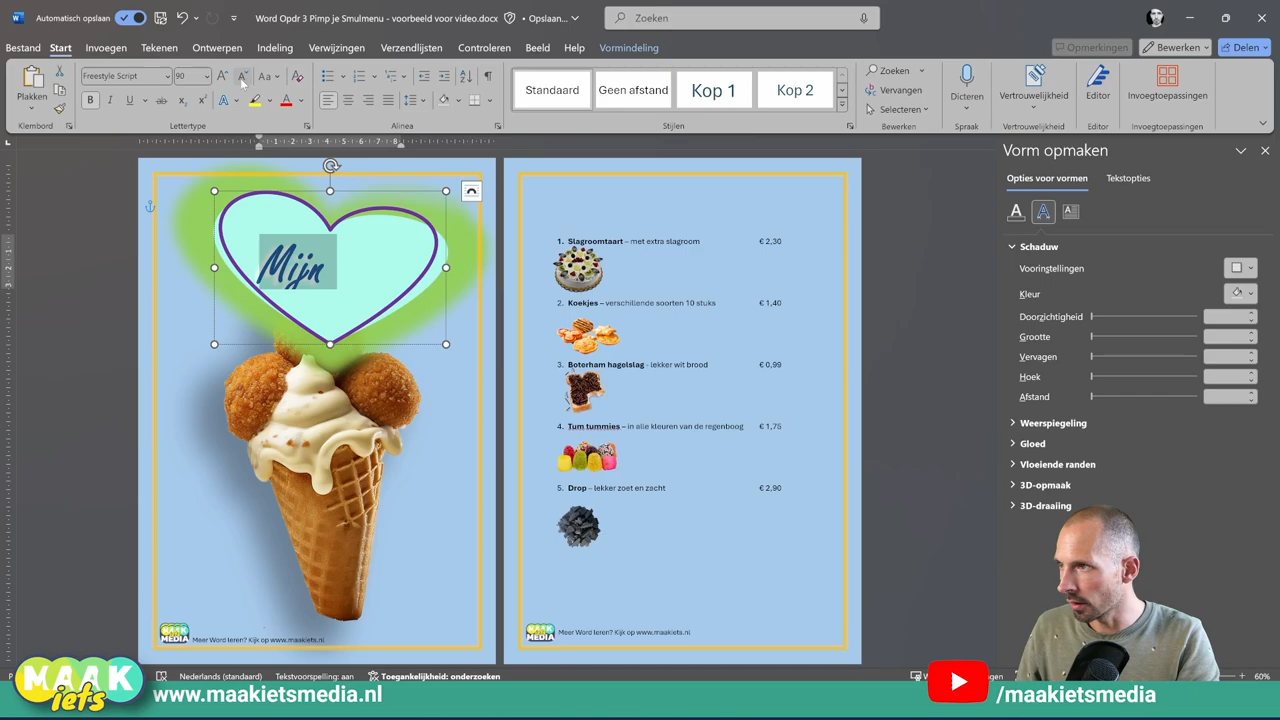 Automatisch opslaan
Word Opdr 3 Pimp je Smulmenu - voorbeeld voor video.docx
• Opslaan...
Zoeken
Bestand Start Invoegen Tekenen Ontwerpen Indeling Verwijzingen Verzendlijsten Controleren Beeld Help Vormindeling
Opmerkingen Bewerken Delen
Plakken
Freestyle Script 90
Standaard Geen afstand Kop 1 Kop 2
Zoeken
Vervangen
Selecteren
Dicteren
Vertrouwelijkheid
Editor
Invoegtoepassingen
Klembord Lettertype Alinea Stijlen Bewerken Spraak Vertrouwelijkheid Editor Invoegtoepassingen
Mijn
MAAK
MEDIA
Meer Word leren? Kijk op www.maakiets.nl
1. Slagroomtaart – met extra slagroom € 2,30
2. Koekjes – verschillende soorten 10 stuks € 1,40
3. Boterham hagelslag - lekker wit brood € 0,99
4. Tum tummies – in alle kleuren van de regenboog € 1,75
5. Drop – lekker zoet en zacht € 2,90
MAAK
MEDIA
Meer Word leren? Kijk op www.maakiets.nl
Vorm opmaken
Opties voor vormen Tekstopties
Schaduw
Voorinstellingen
Kleur
Doorzichtigheid
Grootte
Vervagen
Hoek
Afstand
Weerspiegeling
Gloed
Vloeiende randen
3D-opmaak
3D-draaiing
Nederlands (standaard) Tekstvoorspelling: aan Toegankelijkheid: onderzoeken
60%
MAAK
iets
www.maakietsmedia.nl
/maakietsmedia